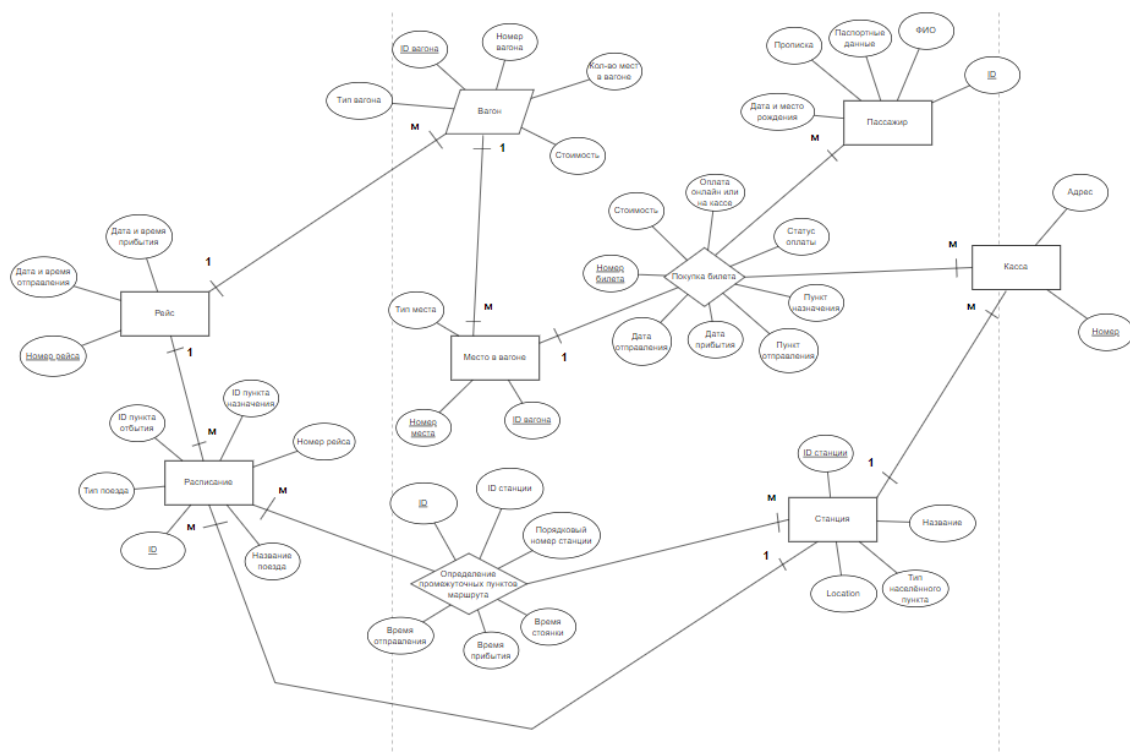 ID вагона
Номер
вагона
Кол-во мест
в вагоне
Тип вагона
Вагон
Стоимость
м
1
Прописка
Паспортные
данные
ФИО
ID
Дата и место
рождения
Пассажир
м
Дата и время
прибытия
Дата и время
отправления
Рейс
Номер рейса
1
1
Стоимость
Оплата
онлайн или
на кассе
Статус
оплаты
Номер
билета
Покупка билета
Пункт
назначения
Дата
отправления
Дата
прибытия
Пункт
отправления
Адрес
м
Касса
м
Номер
Тип места
м
Место в вагоне
1
Номер
места
ID вагона
ID пункта
отбытия
ID пункта
назначения
м
Номер рейса
Тип поезда
Расписание
м
м
ID
Название
поезда
ID
ID станции
Порядковый
номер станции
Определение
промежуточных пунктов
маршрута
Время
отправления
Время
прибытия
Время
стоянки
ID станции
1
м
Станция
1
Название
Location
Тип
населённого
пункта